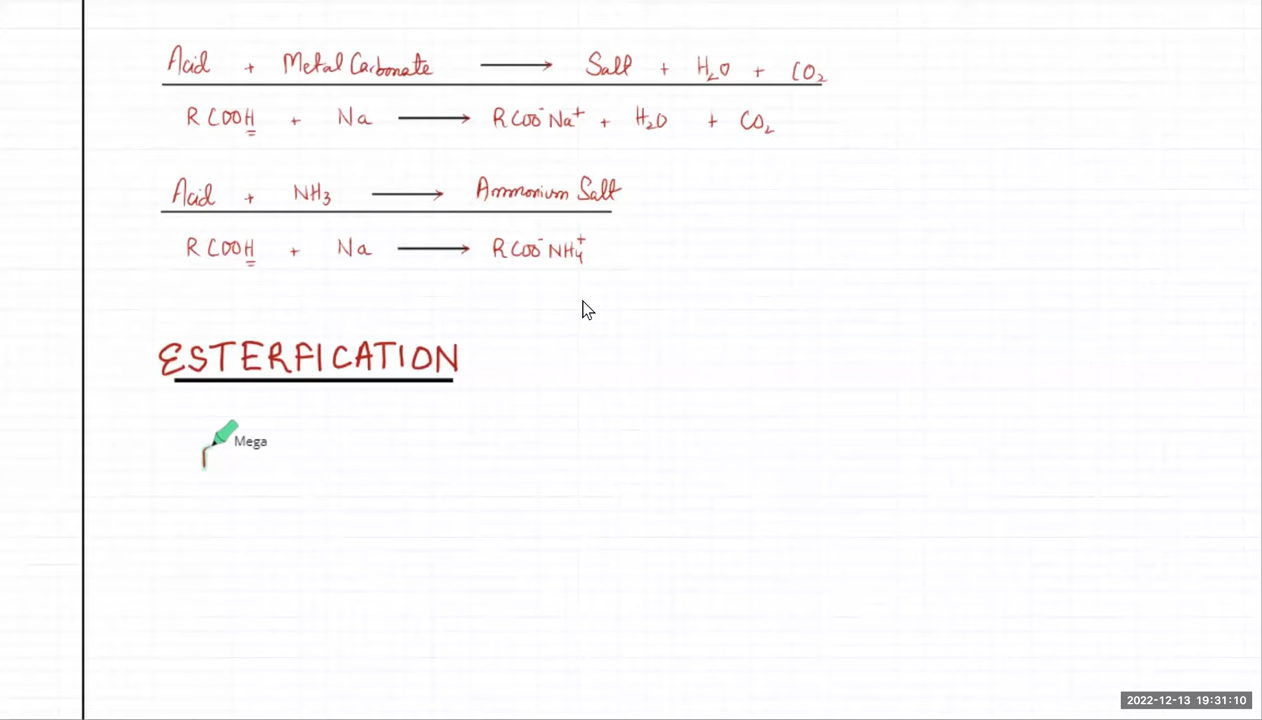 Acid + Metal Carbonate ⟶ Salt + H₂O + CO₂
RCOOH + Na ⟶ RCOO⁻Na⁺ + H₂O + CO₂
Acid + NH₃ ⟶ Ammonium Salt
RCOOH + Na ⟶ RCOO⁻NH₄⁺
ESTERFICATION
Mega
2022-12-13 19:31:10